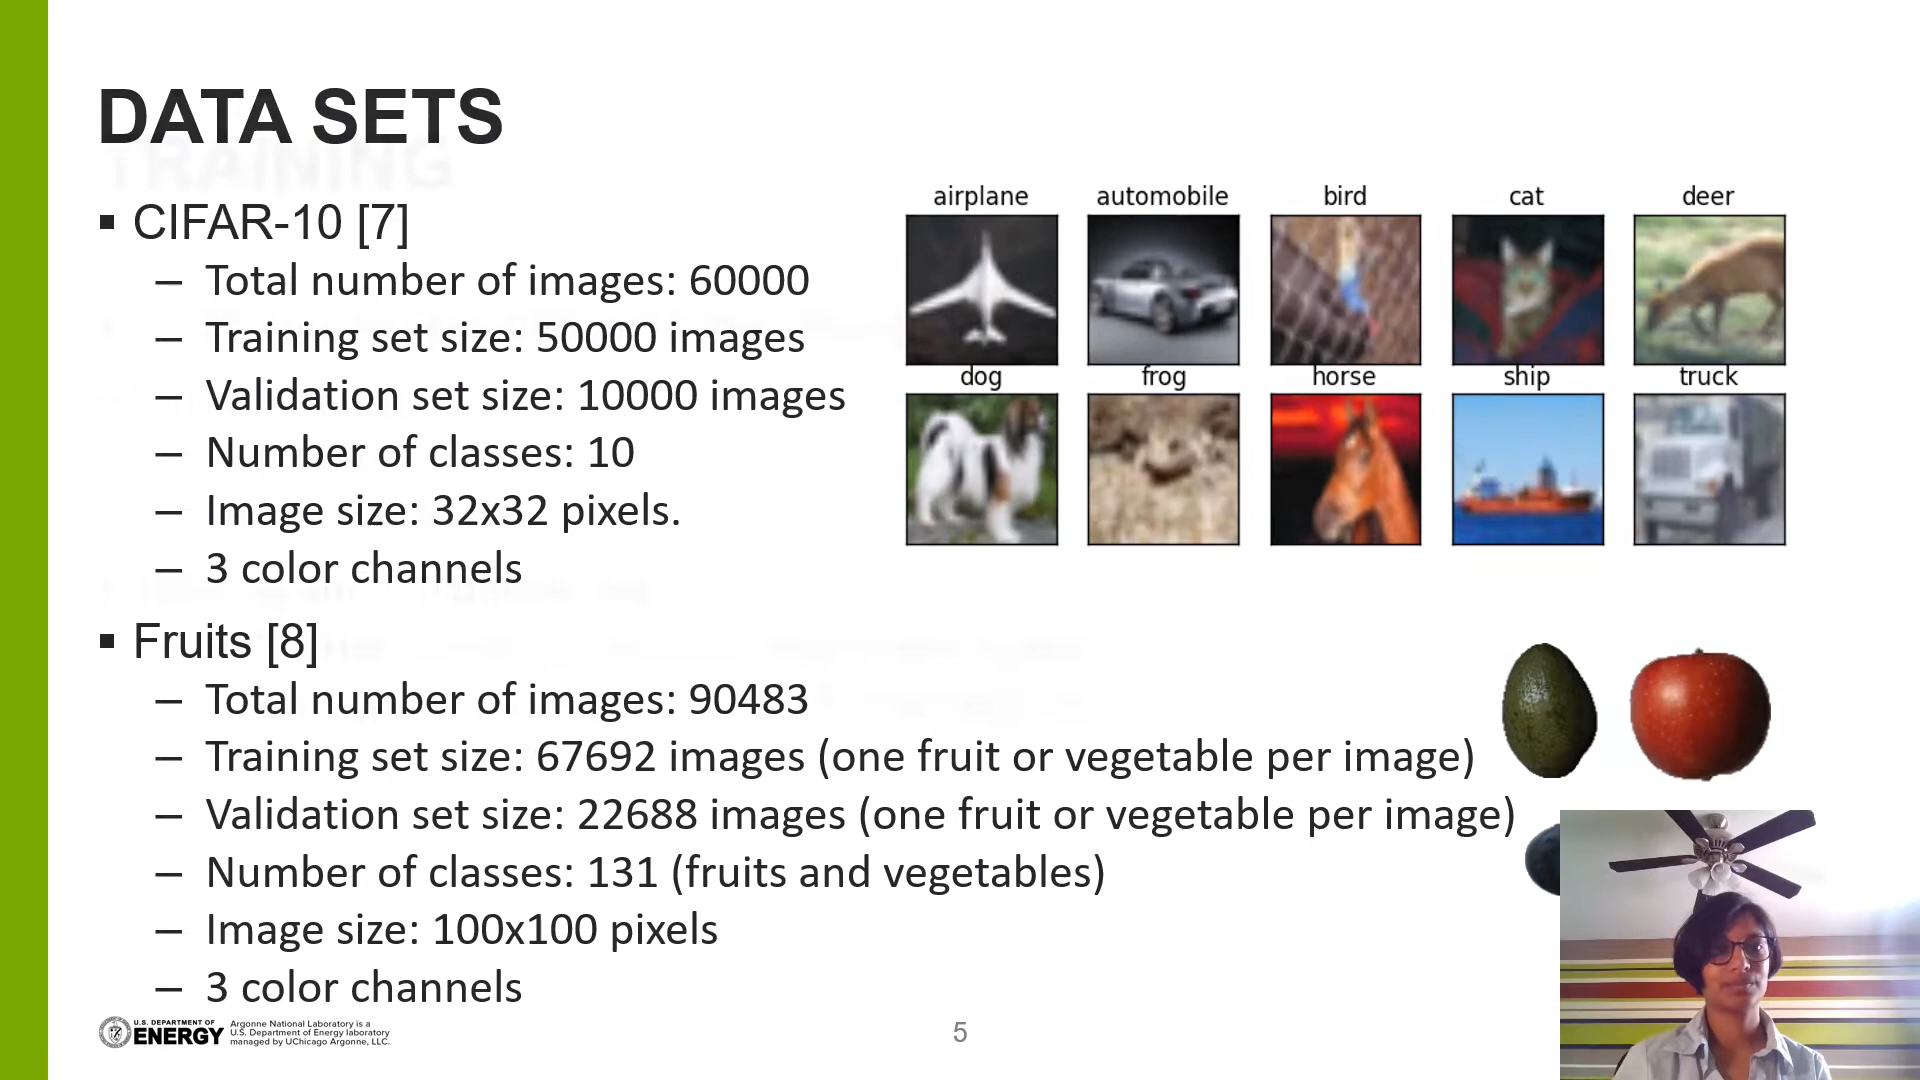 DATA SETS
▪ CIFAR-10 [7]
– Total number of images: 60000
– Training set size: 50000 images
– Validation set size: 10000 images
– Number of classes: 10
– Image size: 32x32 pixels.
– 3 color channels
airplane automobile bird cat deer
dog frog horse ship truck
▪ Fruits [8]
– Total number of images: 90483
– Training set size: 67692 images (one fruit or vegetable per image)
– Validation set size: 22688 images (one fruit or vegetable per image)
– Number of classes: 131 (fruits and vegetables)
– Image size: 100x100 pixels
– 3 color channels
U.S. DEPARTMENT OF
ENERGY
Argonne National Laboratory is a
U.S. Department of Energy laboratory
managed by UChicago Argonne, LLC.
5
TRAINING